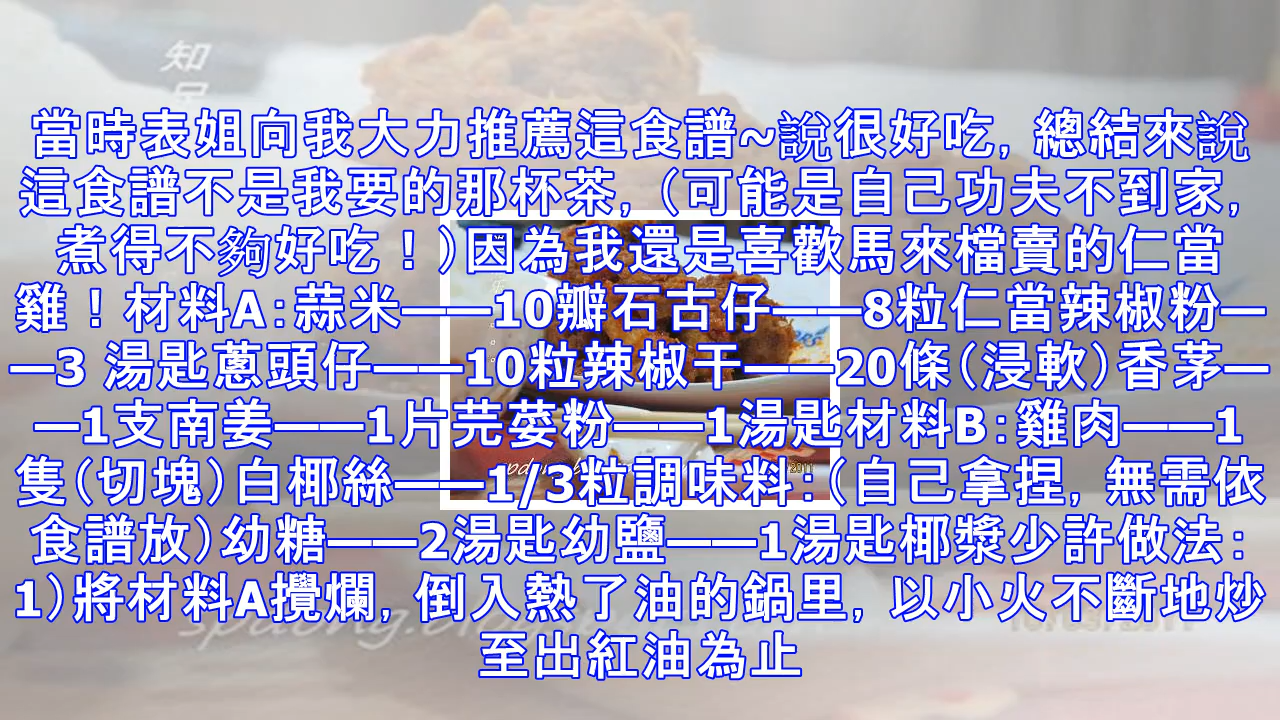 當時表姐向我大力推薦這食譜~說很好吃, 總結來說
這食譜不是我要的那杯茶, (可能是自己功夫不到家,
煮得不夠好吃！)因為我還是喜歡馬來檔賣的仁當
雞！材料A:蒜米——10瓣石古仔——8粒仁當辣椒粉—
—3 湯匙蔥頭仔——10粒辣椒干——20條(浸軟)香茅—
—1支南姜——1片芫荽粉——1湯匙材料B:雞肉——1
隻(切塊)白椰絲——1/3粒調味料:(自己拿捏, 無需依
食譜放)幼糖——2湯匙幼鹽——1湯匙椰漿少許做法:
1)將材料A攪爛, 倒入熱了油的鍋里, 以小火不斷地炒
至出紅油為止